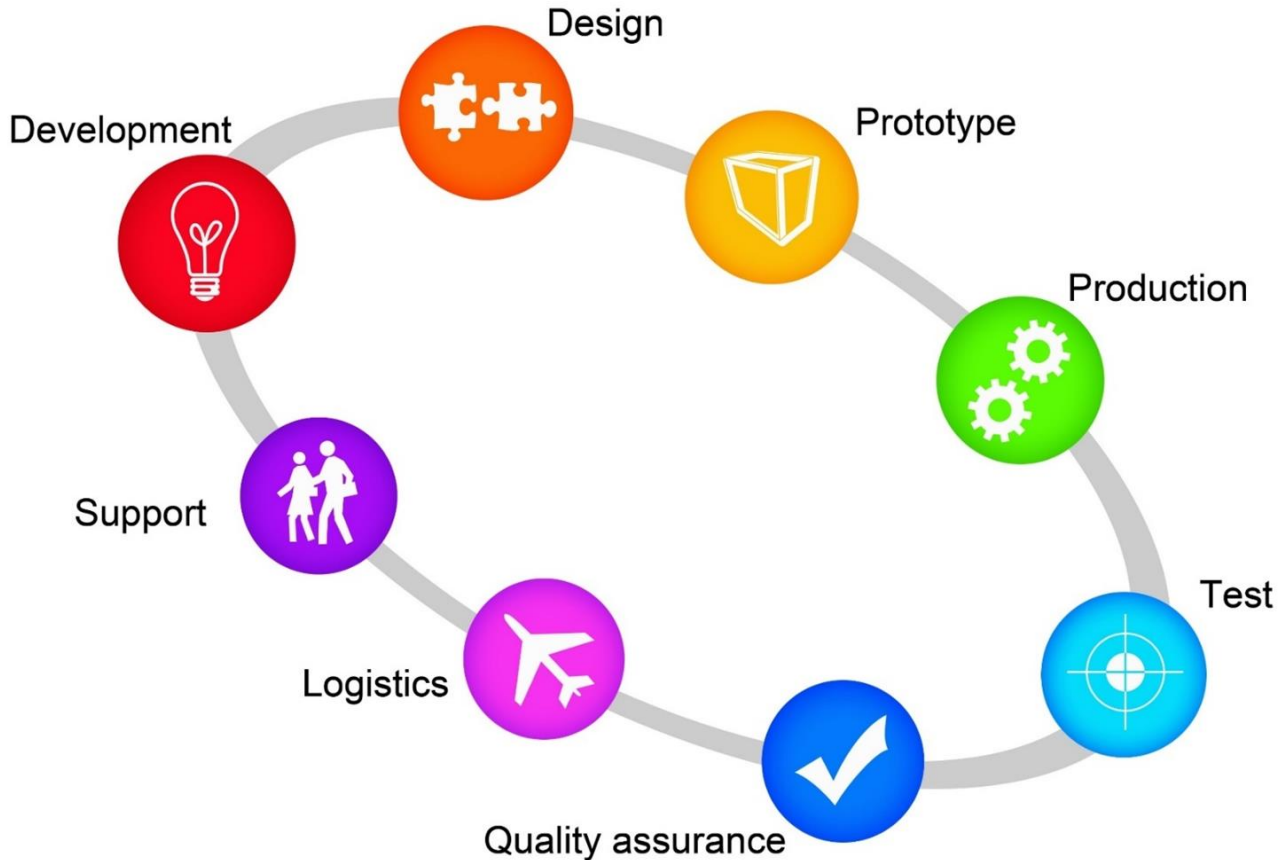 Design
Development
Prototype
Production
Support
Test
Logistics
Quality assurance